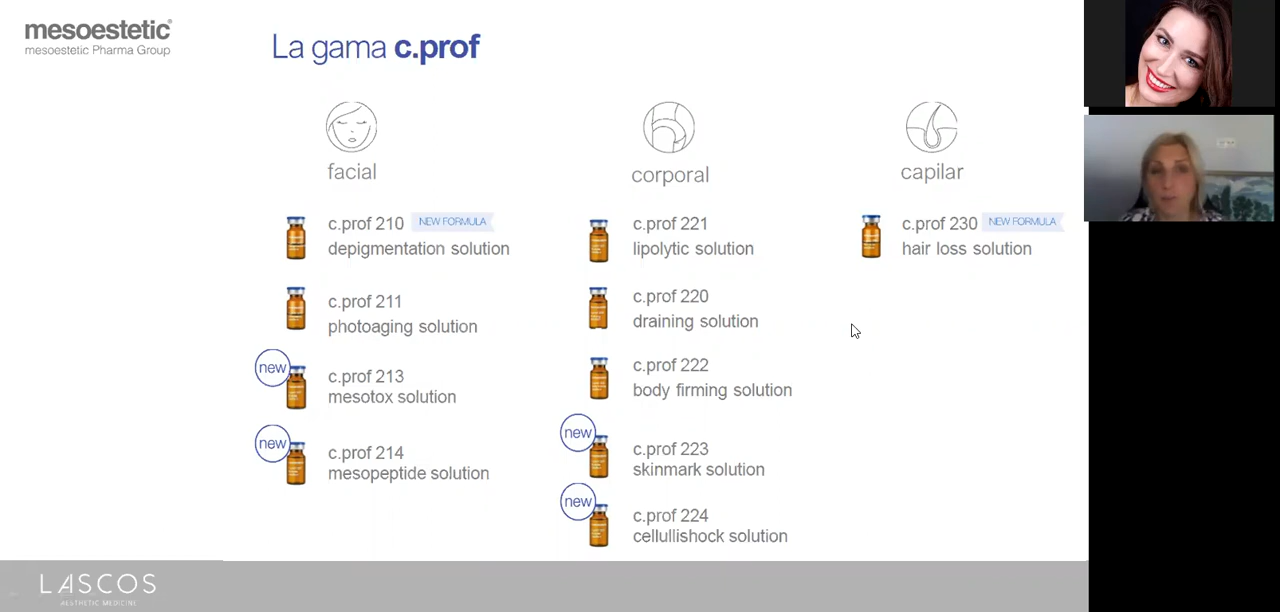 mesoestetic®
mesoestetic Pharma Group
La gama c.prof
facial
c.prof 210 NEW FORMULA
depigmentation solution
c.prof 211
photoaging solution
new
c.prof 213
mesotox solution
new
c.prof 214
mesopeptide solution
corporal
c.prof 221
lipolytic solution
c.prof 220
draining solution
c.prof 222
body firming solution
new
c.prof 223
skinmark solution
new
c.prof 224
cellullishock solution
capilar
c.prof 230 NEW FORMULA
hair loss solution
LASCOS
AESTHETIC MEDICINE